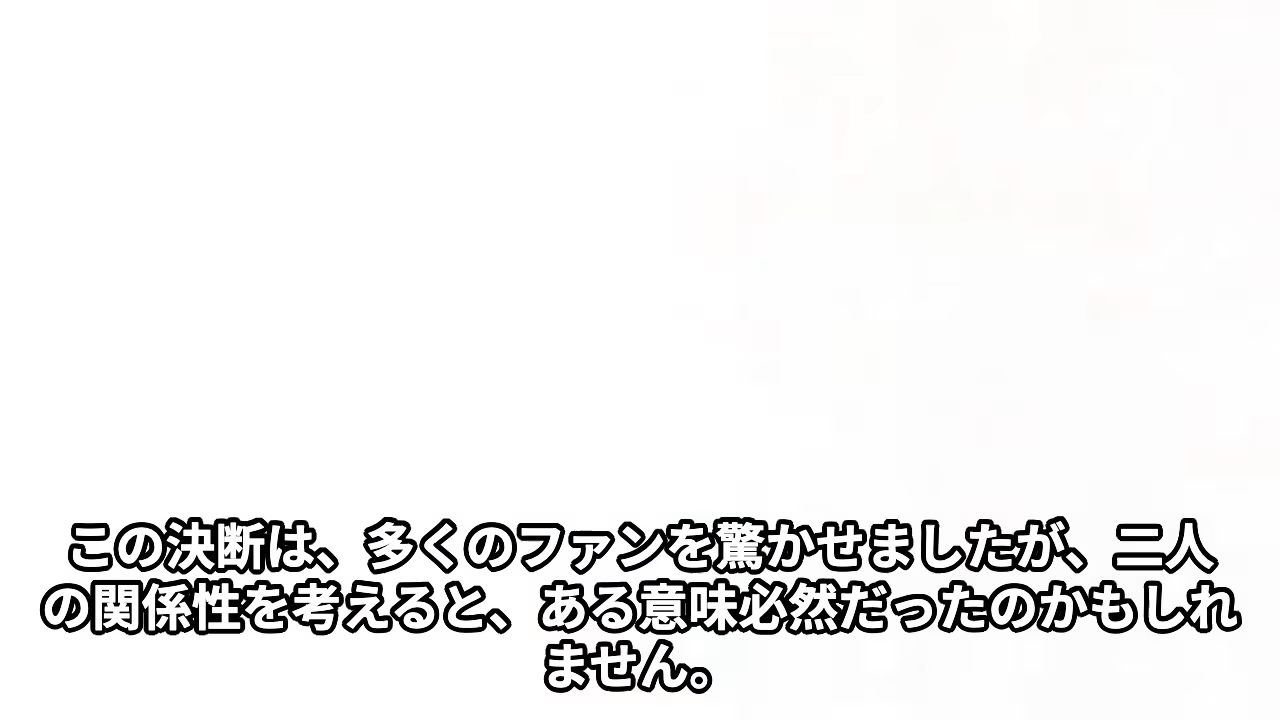 この決断は、多くのファンを驚かせましたが、二人
の関係性を考えると、ある意味必然だったのかもしれ
ません。